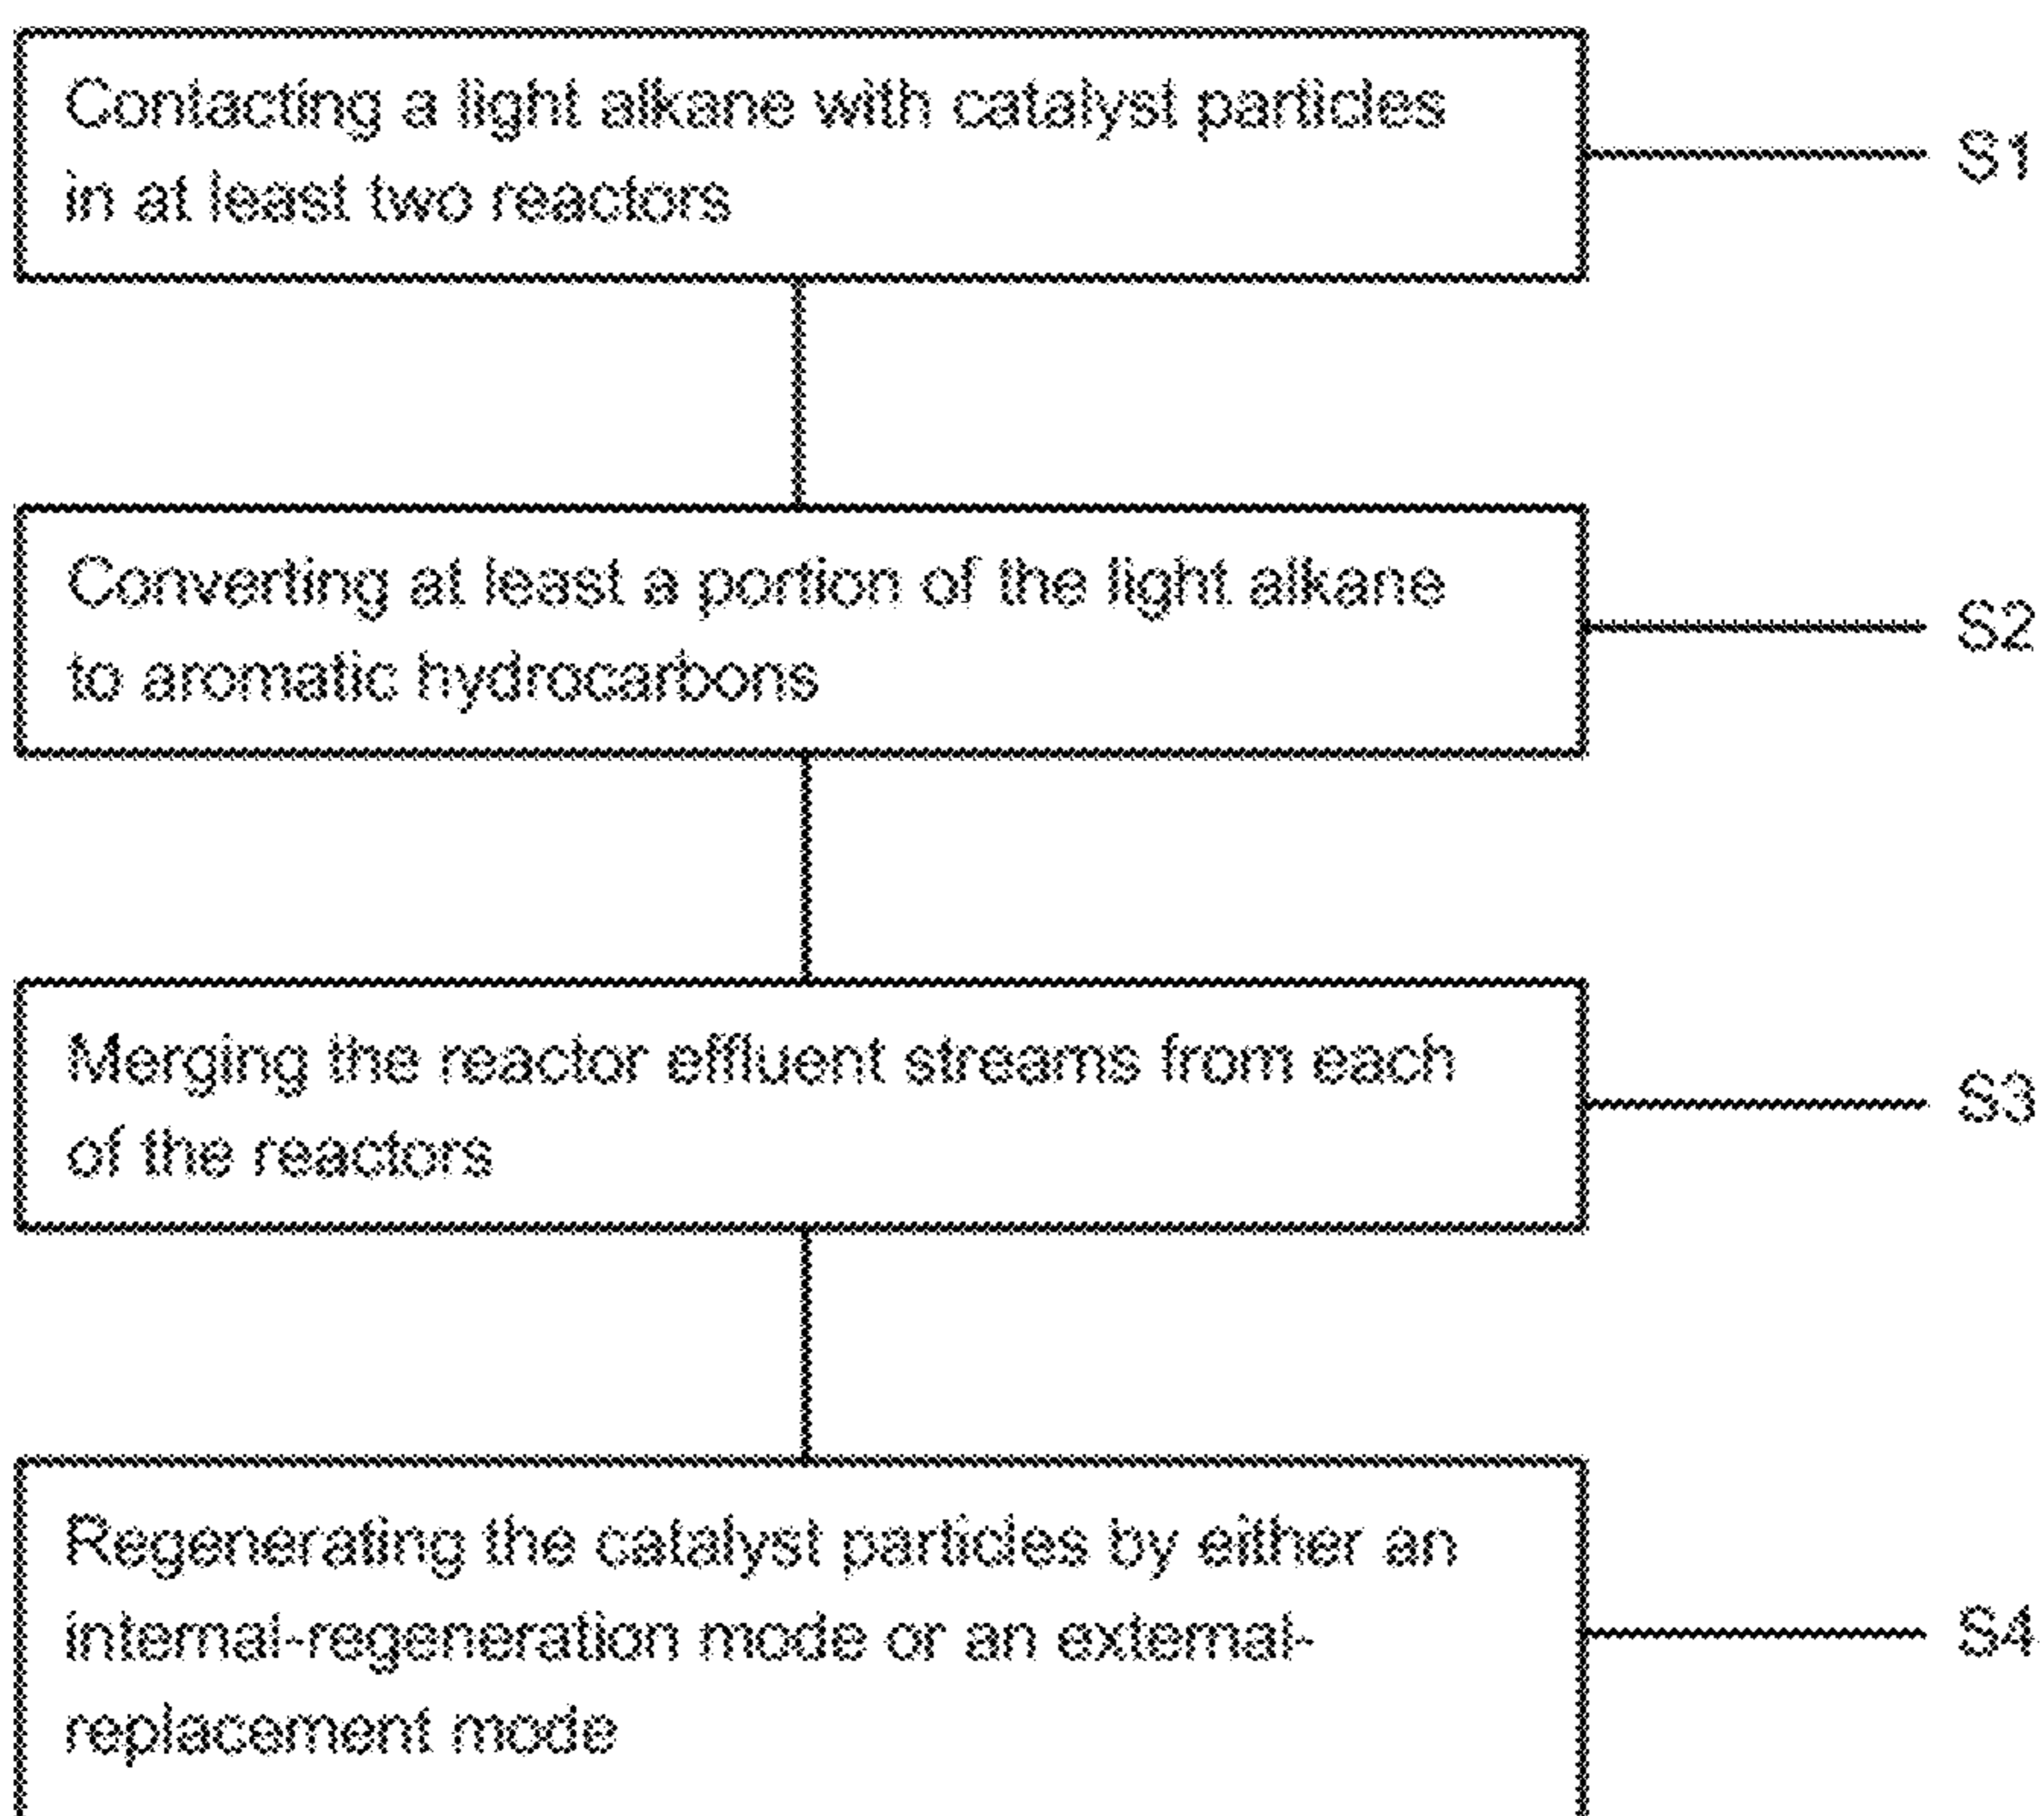 Contacting a light alkane with catalyst particles
in at least two reactors
S1
Converting at least a portion of the light alkane
to aromatic hydrocarbons
S2
Merging the reactor effluent streams from each
of the reactors
S3
Regenerating the catalyst particles by either an
internal-regeneration mode or an external-
replacement mode
S4